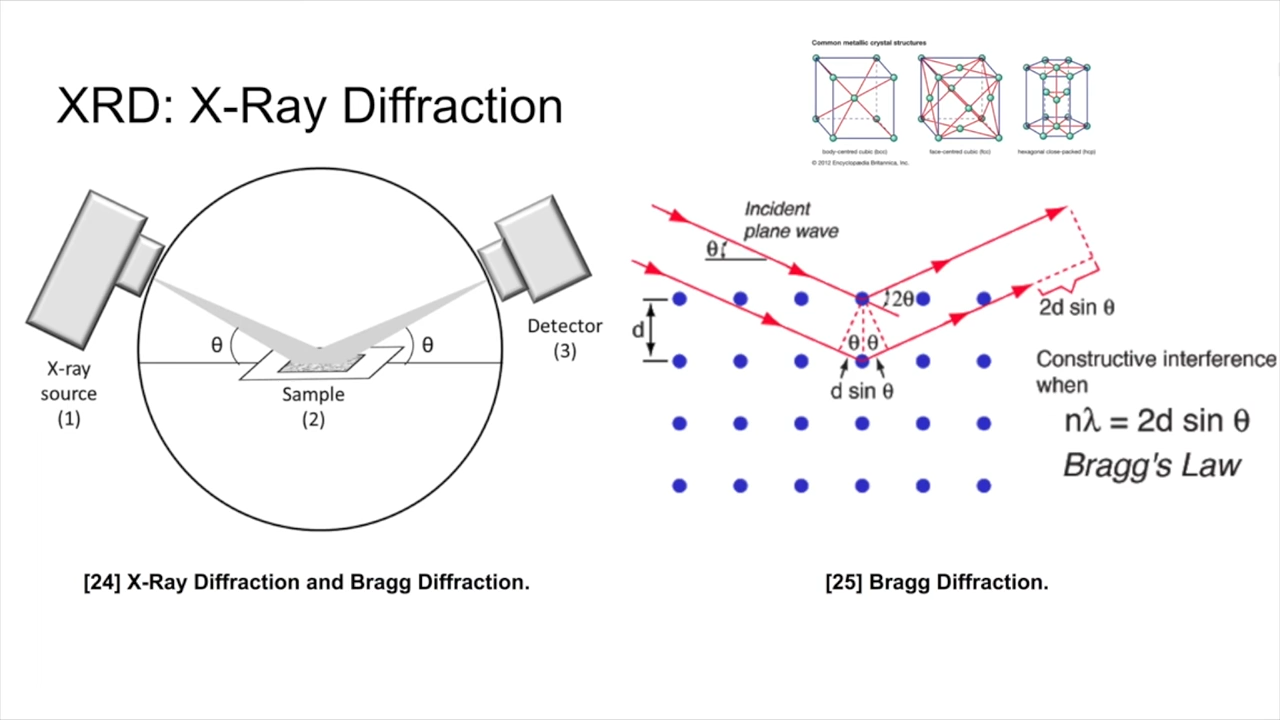 XRD: X-Ray Diffraction
Common metallic crystal structures
body-centred cubic (bcc)
face-centred cubic (fcc)
hexagonal close-packed (hcp)
© 2012 Encyclopædia Britannica, Inc.
X-ray
source
(1)
θ
θ
Sample
(2)
Detector
(3)
Incident
plane wave
θ
2θ
d
θ θ
d sin θ
2d sin θ
Constructive interference
when
nλ = 2d sin θ
Bragg's Law
[24] X-Ray Diffraction and Bragg Diffraction.
[25] Bragg Diffraction.